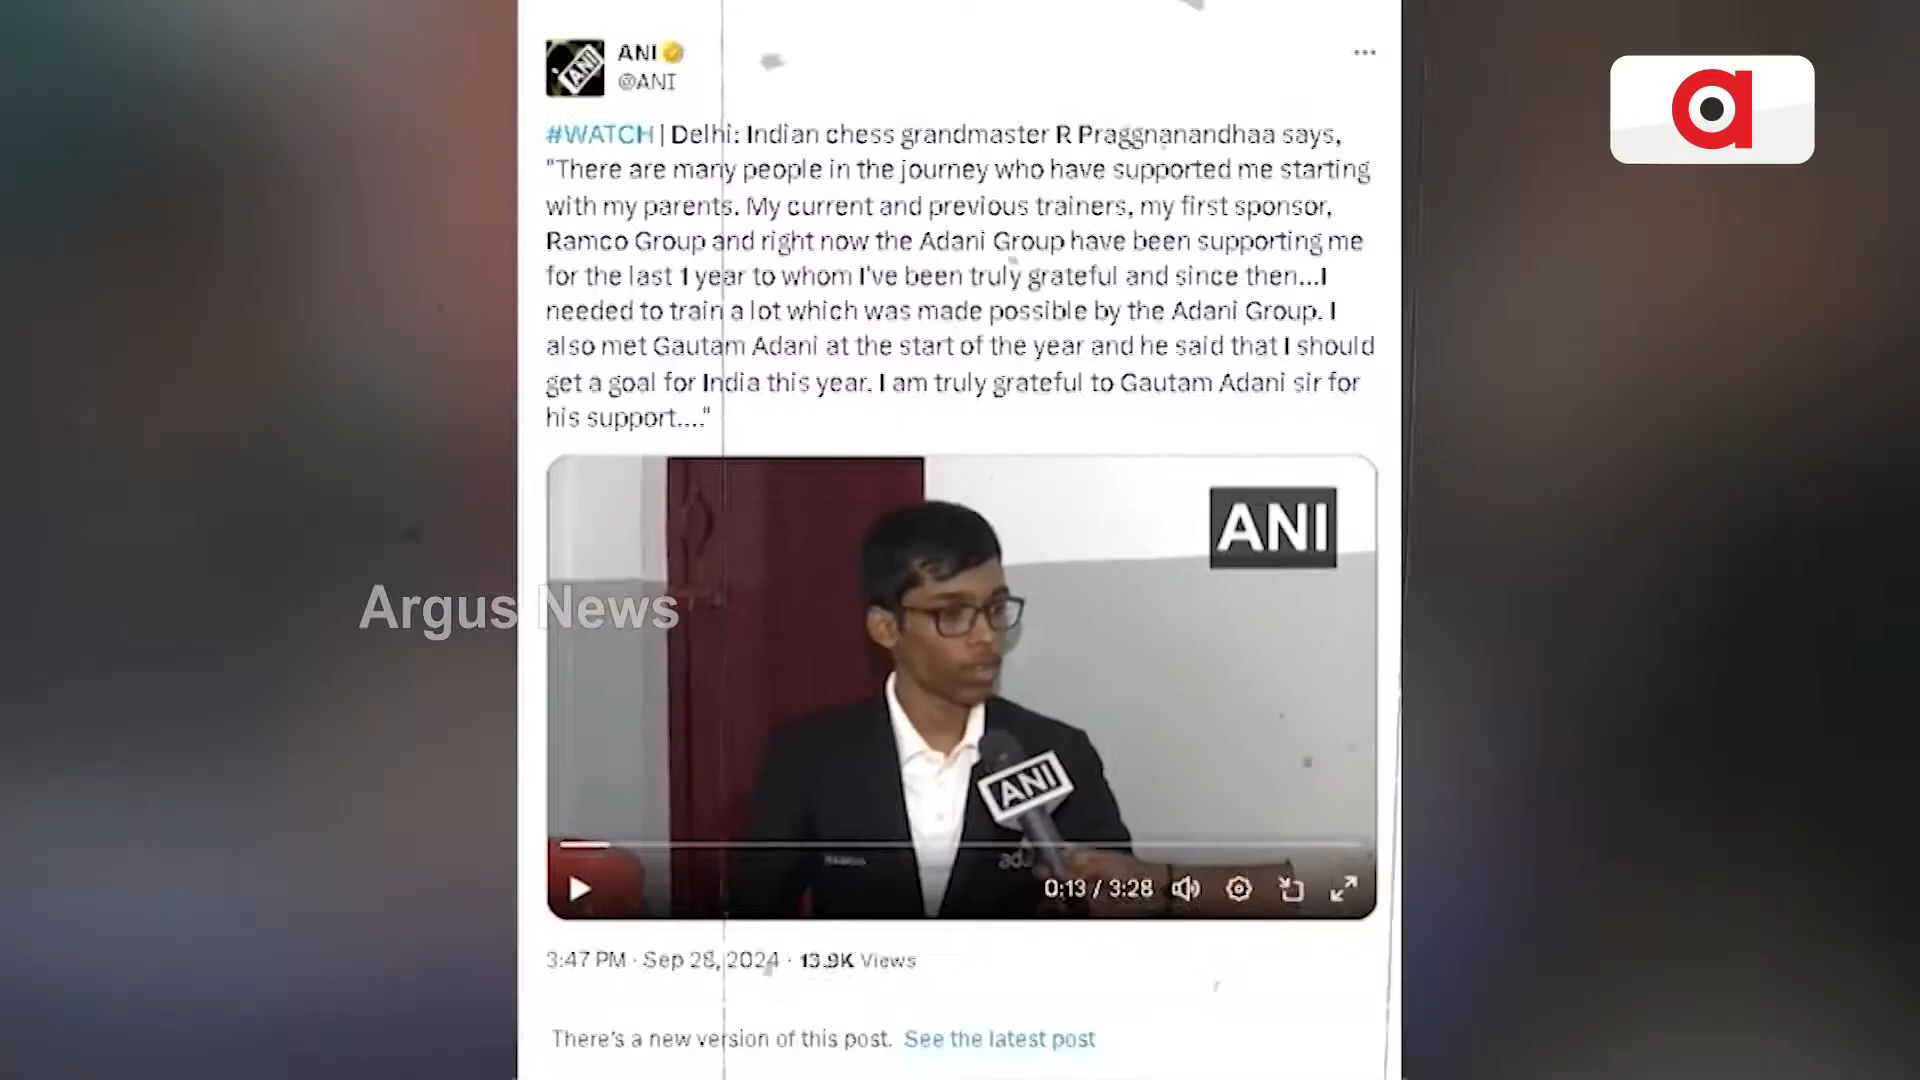 ANI
@ANI
#WATCH | Delhi: Indian chess grandmaster R Praggnanandhaa says,
"There are many people in the journey who have supported me starting
with my parents. My current and previous trainers, my first sponsor,
Ramco Group and right now the Adani Group have been supporting me
for the last 1 year to whom I've been truly grateful and since then...I
needed to train a lot which was made possible by the Adani Group. I
also met Gautam Adani at the start of the year and he said that I should
get a goal for India this year. I am truly grateful to Gautam Adani sir for
his support...."
ANI
Argus News
ANI
0:13 / 3:28
3:47 PM · Sep 28, 2024 · 13.9K Views
There's a new version of this post. See the latest post